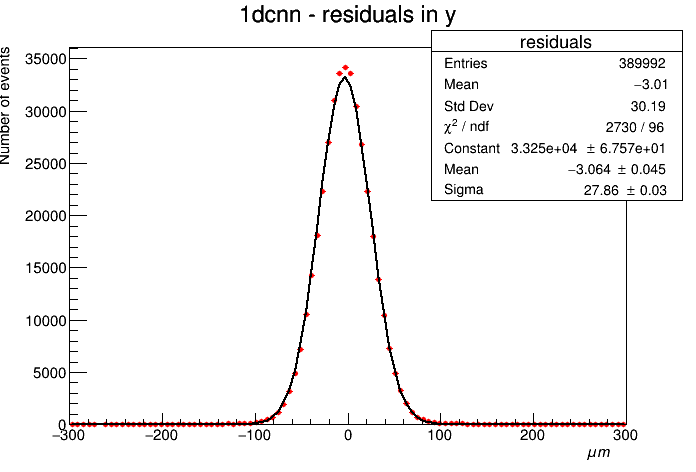 1dcnn - residuals in y
residuals
Entries 389992
Mean −3.01
Std Dev 30.19
χ² / ndf 2730 / 96
Constant 3.325e+04 ± 6.757e+01
Mean −3.064 ± 0.045
Sigma 27.86 ± 0.03
Number of events
35000
30000
25000
20000
15000
10000
5000
0
−300 −200 −100 0 100 200 300
μm